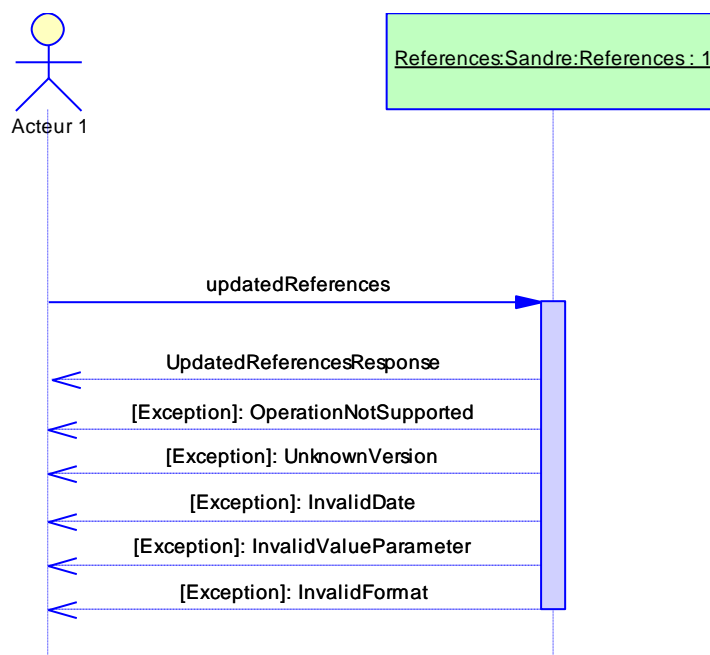 References:Sandre:References : 1
Acteur 1
updatedReferences
UpdatedReferencesResponse
[Exception]: OperationNotSupported
[Exception]: UnknownVersion
[Exception]: InvalidDate
[Exception]: InvalidValueParameter
[Exception]: InvalidFormat